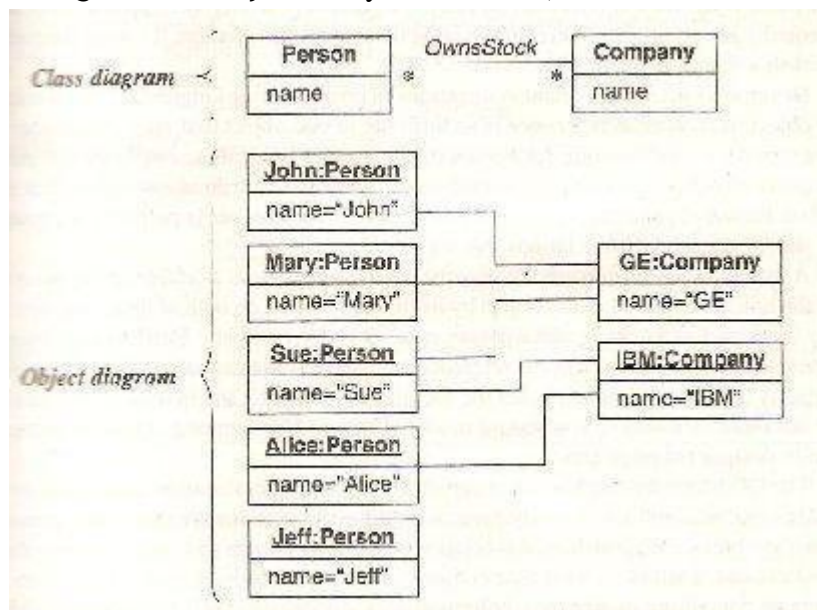 Class diagram
Person
name
*
OwnsStock
*
Company
name
Object diagram
John:Person
name="John"
Mary:Person
name="Mary"
Sue:Person
name="Sue"
Alice:Person
name="Alice"
Jeff:Person
name="Jeff"
GE:Company
name="GE"
IBM:Company
name="IBM"